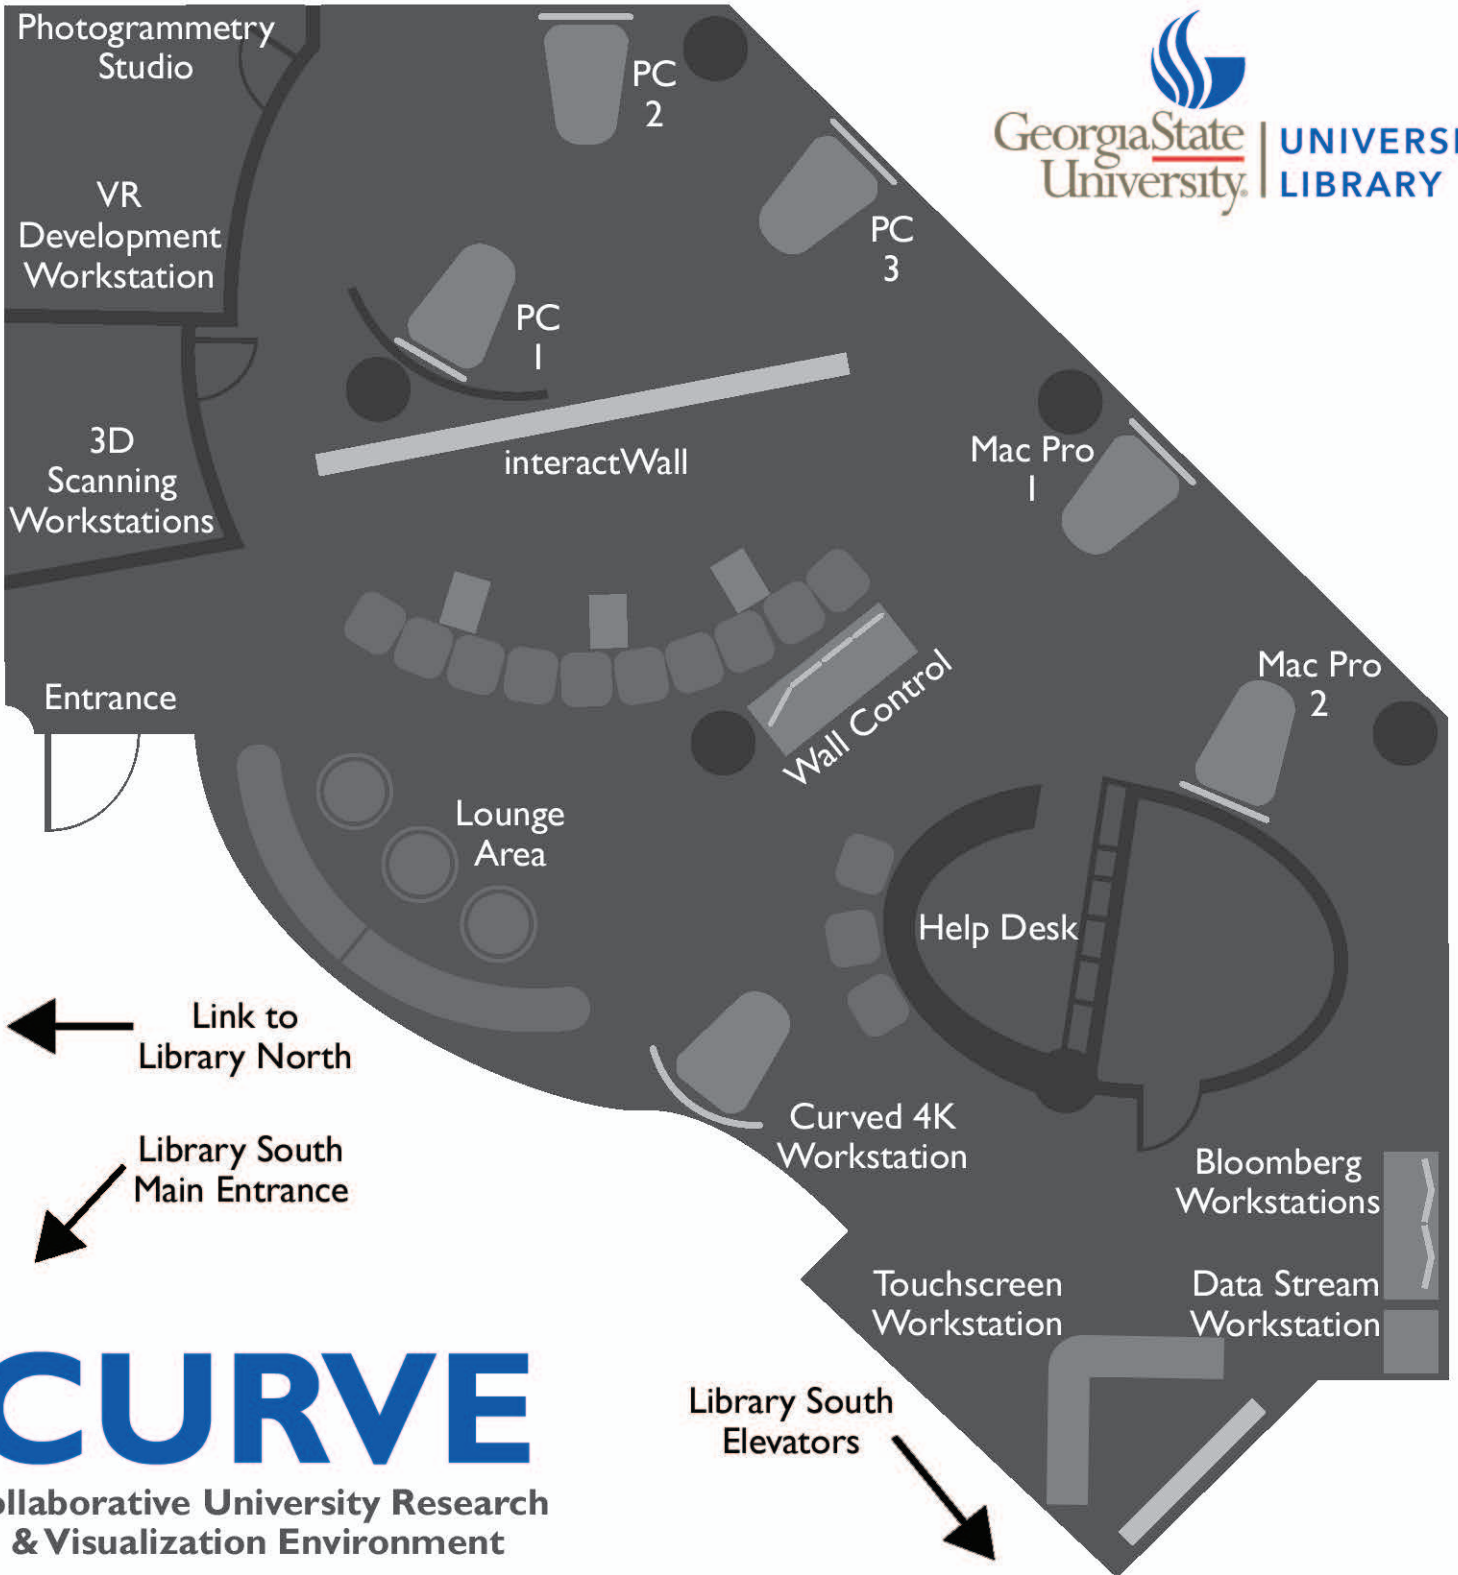 Photogrammetry
Studio
PC
2
GeorgiaState
University
UNIVERSI
LIBRARY
VR
Development
Workstation
PC
3
PC
1
3D
Scanning
Workstations
interactWall
Mac Pro
1
Entrance
Wall Control
Mac Pro
2
Lounge
Area
Help Desk
Link to
Library North
Curved 4K
Workstation
Library South
Main Entrance
Bloomberg
Workstations
Touchscreen
Workstation
Data Stream
Workstation
CURVE
ollaborative University Research
& Visualization Environment
Library South
Elevators